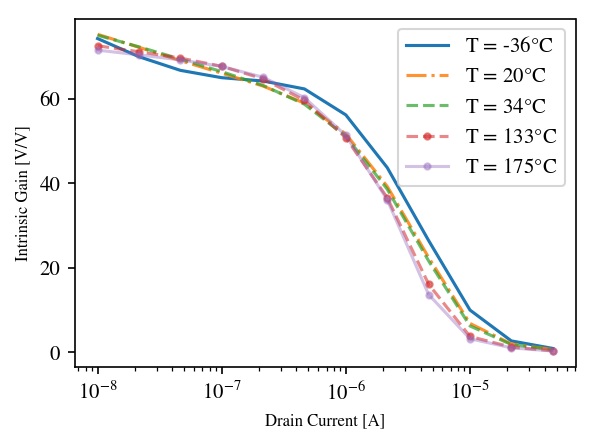 T = -36°C
T = 20°C
T = 34°C
T = 133°C
T = 175°C
Intrinsic Gain [V/V]
60
40
20
0
10⁻⁸
10⁻⁷
10⁻⁶
10⁻⁵
Drain Current [A]